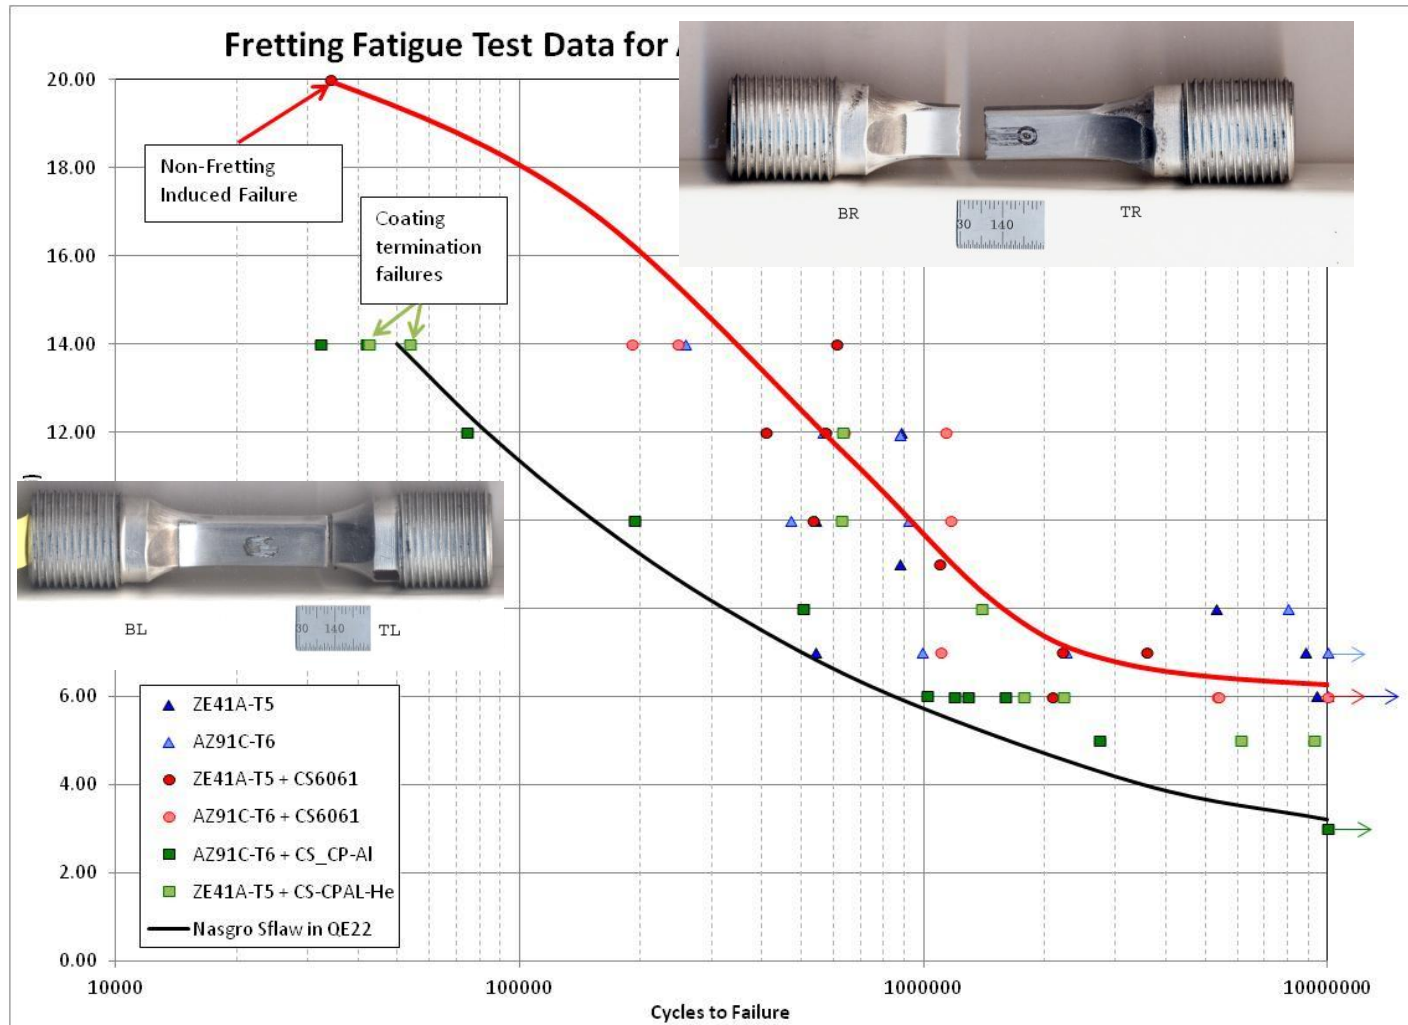 Fretting Fatigue Test Data for
20.00
Non-Fretting
Induced Failure
18.00
Coating
termination
failures
BR
30 140
TR
16.00
14.00
12.00
30 140
BL
TL
6.00
ZE41A-T5
AZ91C-T6
ZE41A-T5 + CS6061
AZ91C-T6 + CS6061
AZ91C-T6 + CS_CP-Al
ZE41A-T5 + CS-CPAL-He
Nasgro Sflaw in QE22
4.00
2.00
0.00
10000
100000
1000000
10000000
Cycles to Failure